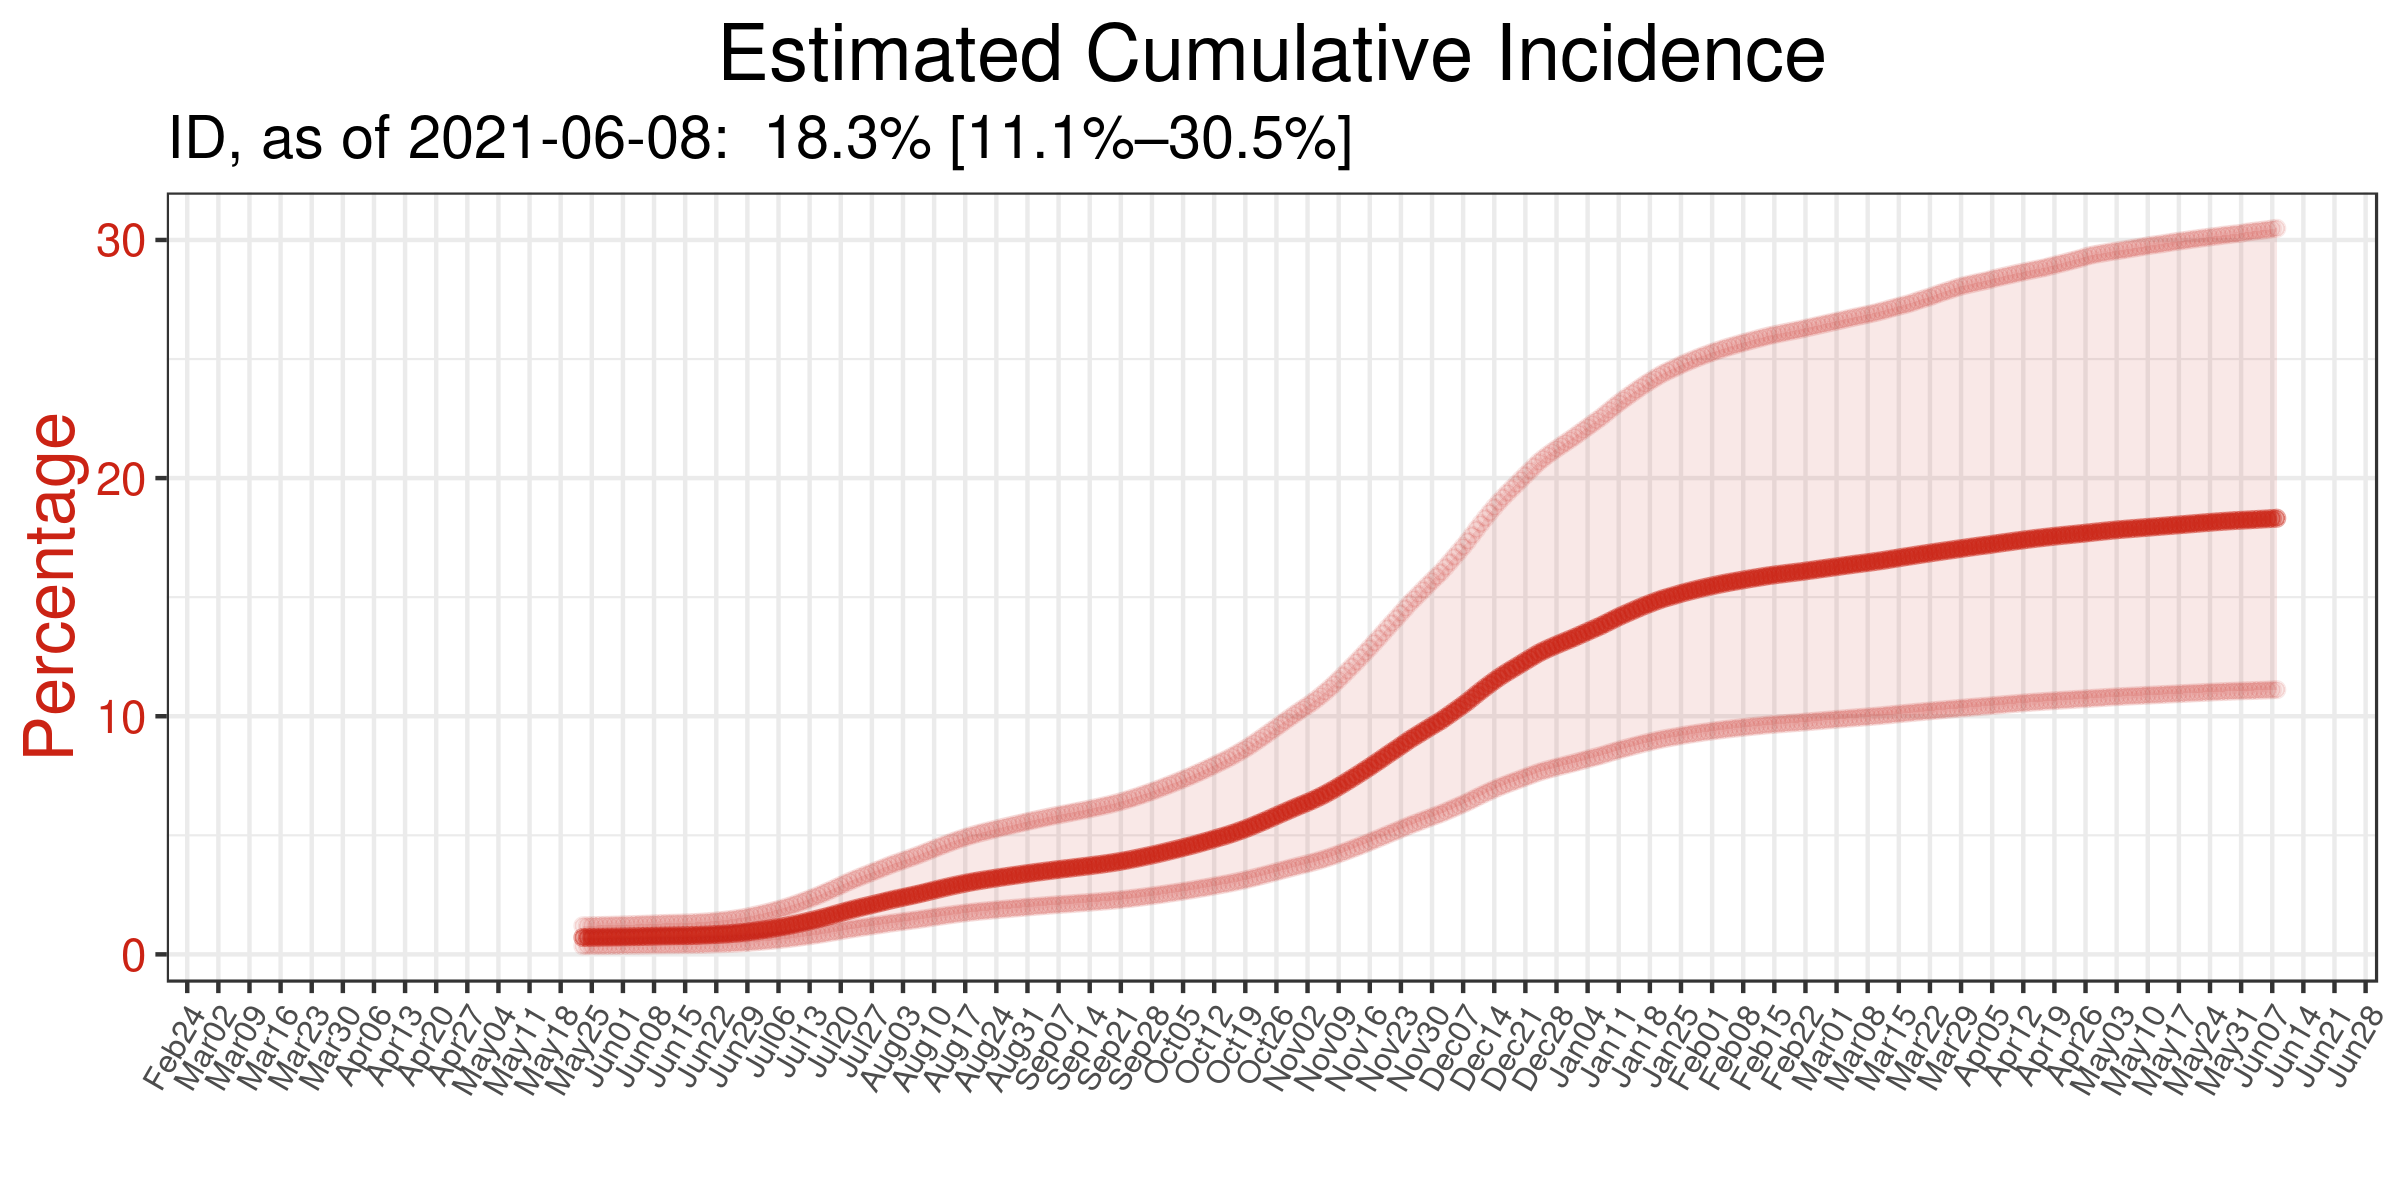 Estimated Cumulative Incidence
ID, as of 2021-06-08:  18.3% [11.1%–30.5%]
Percentage
30
20
10
0
Feb24
Mar02
Mar09
Mar16
Mar23
Mar30
Apr06
Apr13
Apr20
Apr27
May04
May11
May18
May25
Jun01
Jun08
Jun15
Jun22
Jun29
Jul06
Jul13
Jul20
Jul27
Aug03
Aug10
Aug17
Aug24
Aug31
Sep07
Sep14
Sep21
Sep28
Oct05
Oct12
Oct19
Oct26
Nov02
Nov09
Nov16
Nov23
Nov30
Dec07
Dec14
Dec21
Dec28
Jan04
Jan11
Jan18
Jan25
Feb01
Feb08
Feb15
Feb22
Mar01
Mar08
Mar15
Mar22
Mar29
Apr05
Apr12
Apr19
Apr26
May03
May10
May17
May24
May31
Jun07
Jun14
Jun21
Jun28